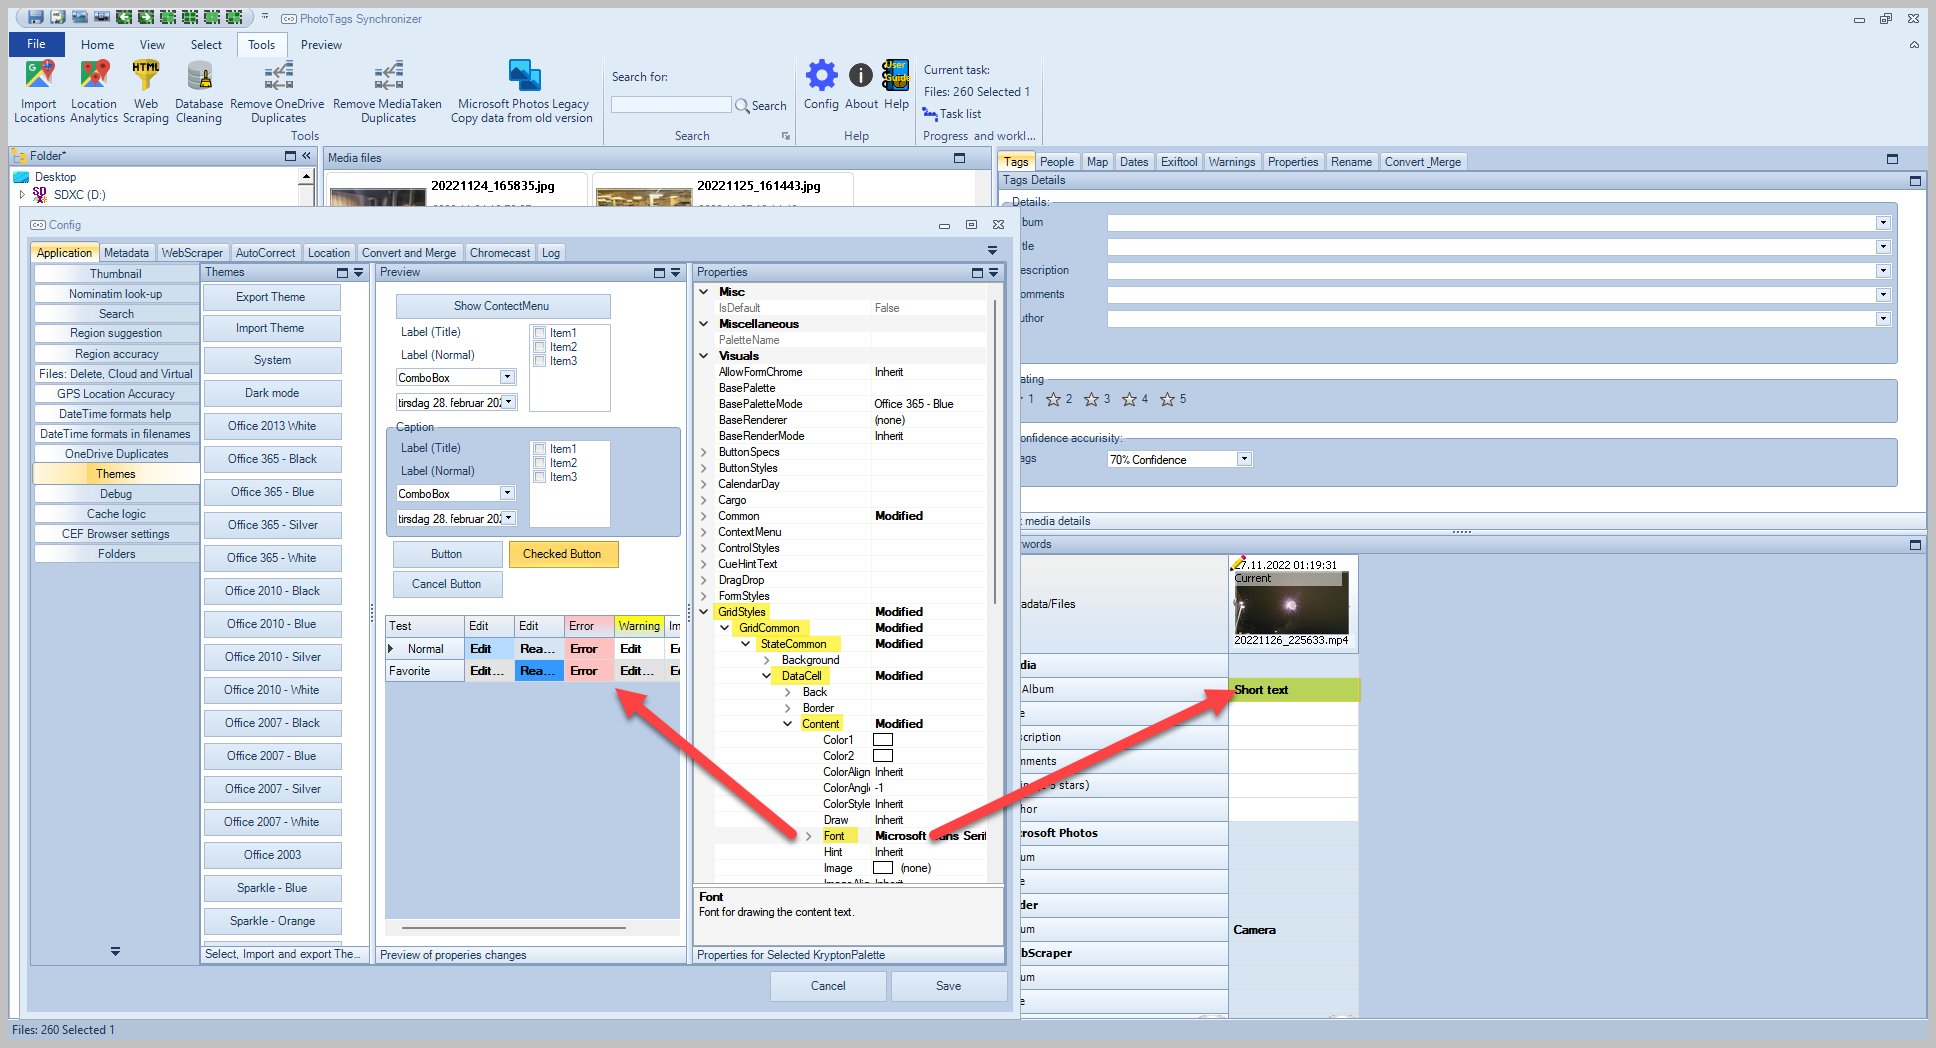 PhotoTags Synchronizer
File Home View Select Tools Preview
Import Locations
Location Analytics
Web Scraping
Database Cleaning
Remove OneDrive Duplicates
Remove MediaTaken Duplicates
Microsoft Photos Legacy
Copy data from old version
Tools
Search for:
Search
Search
Config About Help
HTML
User Guide
Help
Current task:
Files: 260 Selected 1
Task list
Progress and workl...
Folder*
Desktop
SDXC (D:)
Media files
20221124_165835.jpg
20221125_161443.jpg
Tags People Map Dates Exiftool Warnings Properties Rename Convert_Merge
Tags Details
Details:
bum
tle
escription
omments
uthor
ating
1 2 3 4 5
onfidence accurisity:
ags
70% Confidence
t media details
words
27.11.2022 01:19:31
Current
20221126_225633.mp4
adata/Files
dia
Album
Short text
e
cription
nments
ing 5 stars)
hor
rosoft Photos
um
e
der
um
Camera
bScraper
um
e
Config
Application Metadata WebScraper AutoCorrect Location Convert and Merge Chromecast Log
Thumbnail
Nominatim look-up
Search
Region suggestion
Region accuracy
Files: Delete, Cloud and Virtual
GPS Location Accuracy
DateTime formats help
DateTime formats in filenames
OneDrive Duplicates
Themes
Debug
Cache logic
CEF Browser settings
Folders
Themes
Export Theme
Import Theme
System
Dark mode
Office 2013 White
Office 365 - Black
Office 365 - Blue
Office 365 - Silver
Office 365 - White
Office 2010 - Black
Office 2010 - Blue
Office 2010 - Silver
Office 2010 - White
Office 2007 - Black
Office 2007 - Blue
Office 2007 - Silver
Office 2007 - White
Office 2003
Sparkle - Blue
Sparkle - Orange
Select, Import and export The...
Preview
Show ContectMenu
Label (Title)
Label (Normal)
ComboBox
tirsdag 28. februar 202
Item1
Item2
Item3
Caption
Label (Title)
Label (Normal)
ComboBox
tirsdag 28. februar 202
Item1
Item2
Item3
Button
Checked Button
Cancel Button
Test Edit Edit Error Warning Im
Normal Edit Rea... Error Edit Ec
Favorite Edit... Rea... Error Edit... Ec
Preview of properies changes
Properties
Misc
IsDefault False
Miscellaneous
PaletteName
Visuals
AllowFormChrome Inherit
BasePalette
BasePaletteMode Office 365 - Blue
BaseRenderer (none)
BaseRenderMode Inherit
ButtonSpecs
ButtonStyles
CalendarDay
Cargo
Common Modified
ContextMenu
ControlStyles
CueHintText
DragDrop
FormStyles
GridStyles Modified
GridCommon Modified
StateCommon Modified
Background
DataCell Modified
Back
Border
Content Modified
Color1
Color2
ColorAlign Inherit
ColorAngle -1
ColorStyle Inherit
Draw Inherit
Font Microsoft Sans Serif
Hint Inherit
Image (none)
Font
Font for drawing the content text.
Properties for Selected KryptonPalette
Cancel
Save
Files: 260 Selected 1